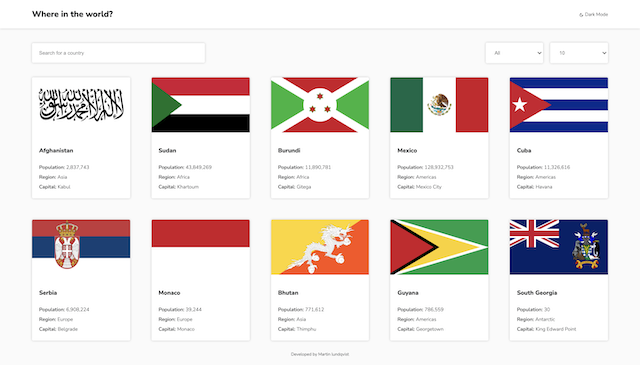 Where in the world?
Dark Mode
Search for a country
All
10
Afghanistan
Population: 2,837,743
Region: Asia
Capital: Kabul
Sudan
Population: 43,849,269
Region: Africa
Capital: Khartoum
Burundi
Population: 11,890,781
Region: Africa
Capital: Gitega
Mexico
Population: 128,932,753
Region: Americas
Capital: Mexico City
Cuba
Population: 11,326,616
Region: Americas
Capital: Havana
Serbia
Population: 6,908,224
Region: Europe
Capital: Belgrade
Monaco
Population: 39,244
Region: Europe
Capital: Monaco
Bhutan
Population: 771,612
Region: Asia
Capital: Thimphu
Guyana
Population: 786,559
Region: Americas
Capital: Georgetown
South Georgia
Population: 30
Region: Antarctic
Capital: King Edward Point
Developed by Martin lundqvist